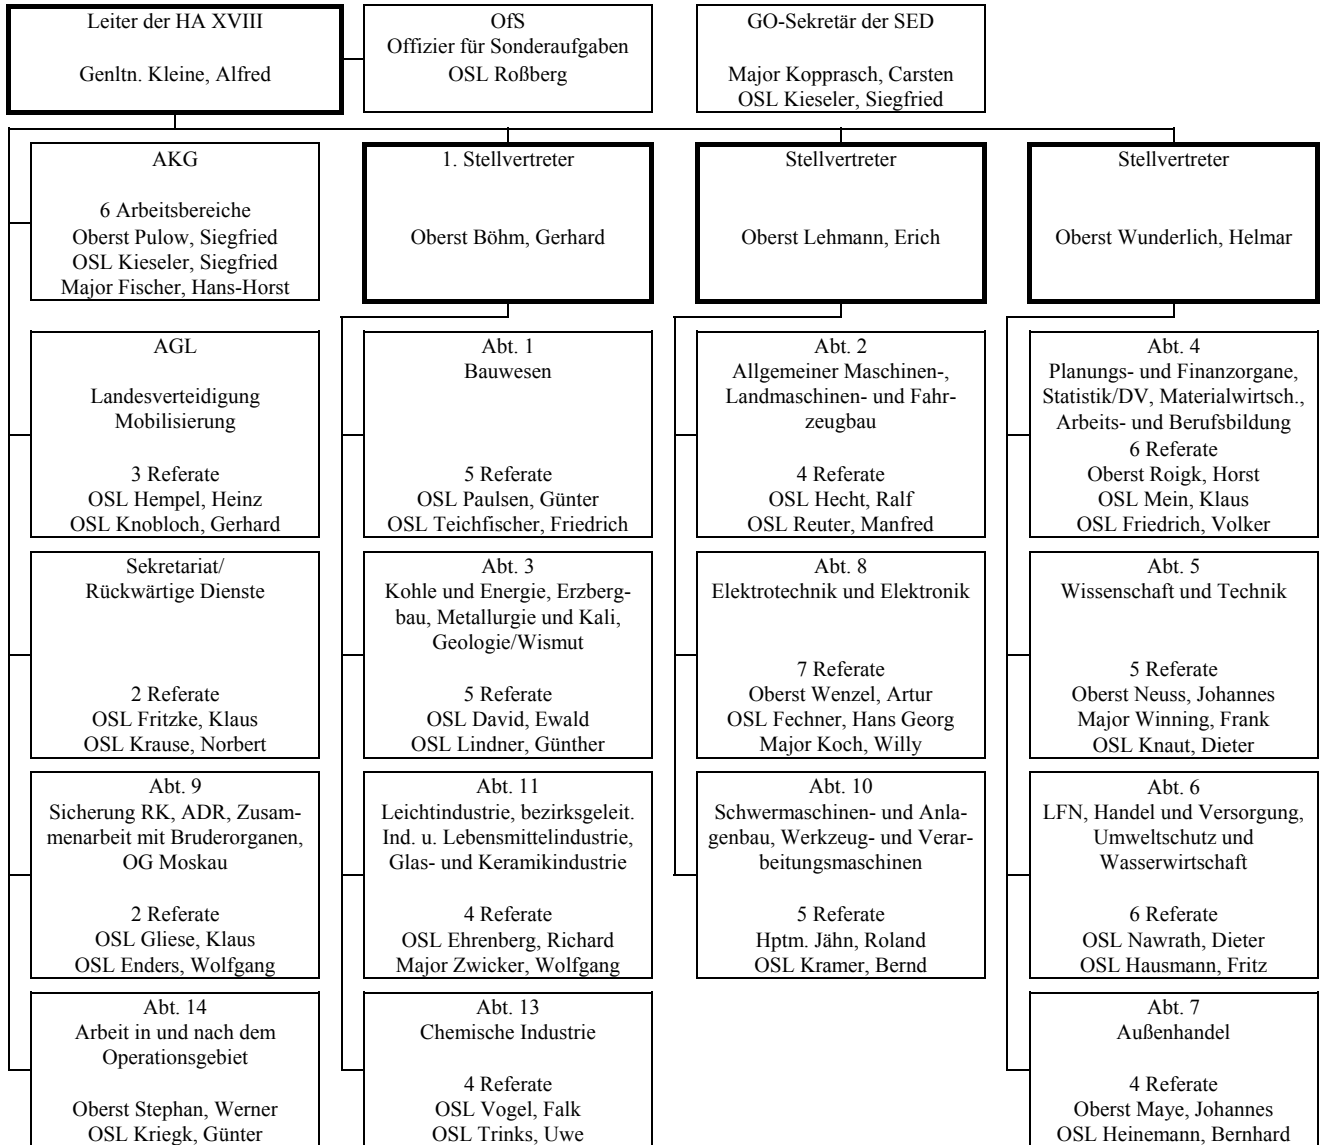 Leiter der HA XVIII
Genltn. Kleine, Alfred
OfS
Offizier für Sonderaufgaben
OSL Roßberg
GO-Sekretär der SED
Major Kopprasch, Carsten
OSL Kieseler, Siegfried
AKG
6 Arbeitsbereiche
Oberst Pulow, Siegfried
OSL Kieseler, Siegfried
Major Fischer, Hans-Horst
1. Stellvertreter
Oberst Böhm, Gerhard
Stellvertreter
Oberst Lehmann, Erich
Stellvertreter
Oberst Wunderlich, Helmar
AGL
Landesverteidigung
Mobilisierung
3 Referate
OSL Hempel, Heinz
OSL Knobloch, Gerhard
Abt. 1
Bauwesen
5 Referate
OSL Paulsen, Günter
OSL Teichfischer, Friedrich
Abt. 2
Allgemeiner Maschinen-,
Landmaschinen- und Fahr-
zeugbau
4 Referate
OSL Hecht, Ralf
OSL Reuter, Manfred
Abt. 4
Planungs- und Finanzorgane,
Statistik/DV, Materialwirtsch.,
Arbeits- und Berufsbildung
6 Referate
Oberst Roigk, Horst
OSL Mein, Klaus
OSL Friedrich, Volker
Sekretariat/
Rückwärtige Dienste
2 Referate
OSL Fritzke, Klaus
OSL Krause, Norbert
Abt. 3
Kohle und Energie, Erzberg-
bau, Metallurgie und Kali,
Geologie/Wismut
5 Referate
OSL David, Ewald
OSL Lindner, Günther
Abt. 8
Elektrotechnik und Elektronik
7 Referate
Oberst Wenzel, Artur
OSL Fechner, Hans Georg
Major Koch, Willy
Abt. 5
Wissenschaft und Technik
5 Referate
Oberst Neuss, Johannes
Major Winning, Frank
OSL Knaut, Dieter
Abt. 9
Sicherung RK, ADR, Zusam-
menarbeit mit Bruderorganen,
OG Moskau
2 Referate
OSL Gliese, Klaus
OSL Enders, Wolfgang
Abt. 11
Leichtindustrie, bezirksgeleit.
Ind. u. Lebensmittelindustrie,
Glas- und Keramikindustrie
4 Referate
OSL Ehrenberg, Richard
Major Zwicker, Wolfgang
Abt. 10
Schwermaschinen- und Anla-
genbau, Werkzeug- und Verar-
beitungsmaschinen
5 Referate
Hptm. Jähn, Roland
OSL Kramer, Bernd
Abt. 6
LFN, Handel und Versorgung,
Umweltschutz und
Wasserwirtschaft
6 Referate
OSL Nawrath, Dieter
OSL Hausmann, Fritz
Abt. 14
Arbeit in und nach dem
Operationsgebiet
Oberst Stephan, Werner
OSL Kriegk, Günter
Abt. 13
Chemische Industrie
4 Referate
OSL Vogel, Falk
OSL Trinks, Uwe
Abt. 7
Außenhandel
4 Referate
Oberst Maye, Johannes
OSL Heinemann, Bernhard